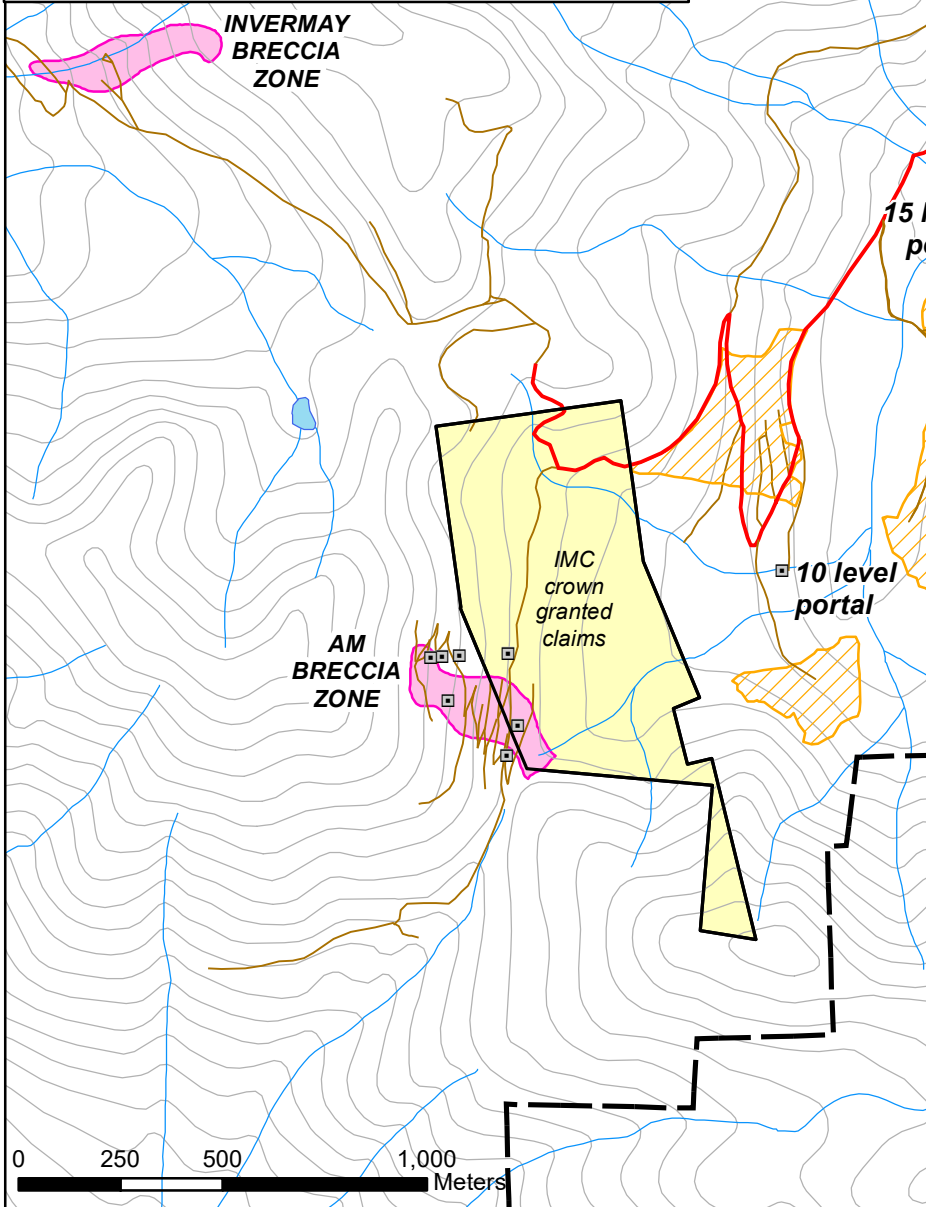 INVERMAY
BRECCIA
ZONE
15
IMC
crown
granted
claims
10 level
portal
AM
BRECCIA
ZONE
0 250 500 1,000
Meters